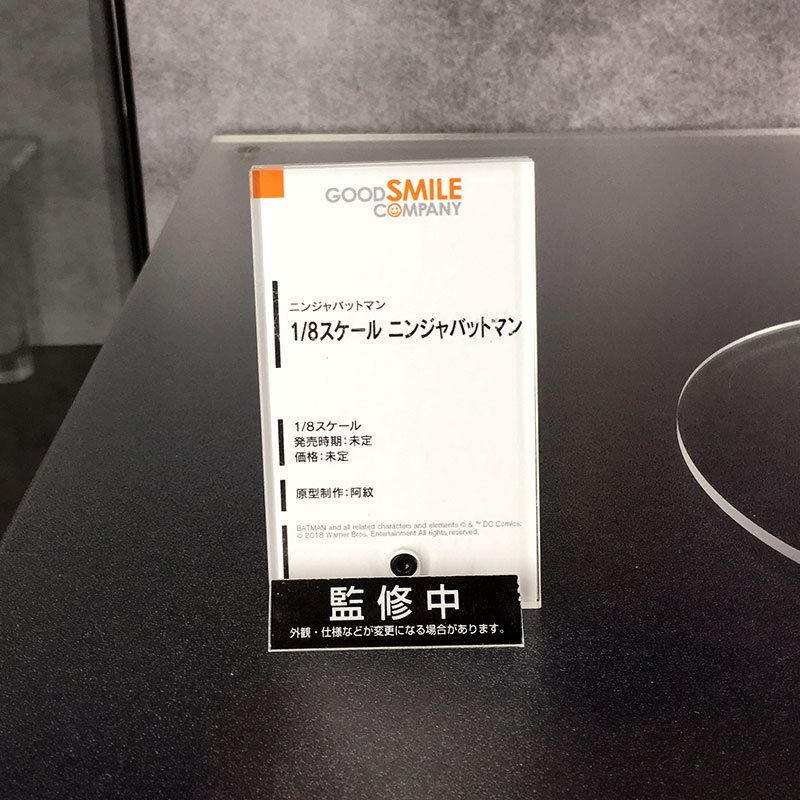 GOODSMILE
COMPANY
ニンジャバットマン
1/8スケール ニンジャバットマン
1/8スケール
発売時期：未定
価格：未定
原型制作：阿紋
BATMAN and all related characters and elements © & ™ DC Comics.
© 2018 Warner Bros. Entertainment All rights reserved.
監修中
外観・仕様などが変更になる場合があります。